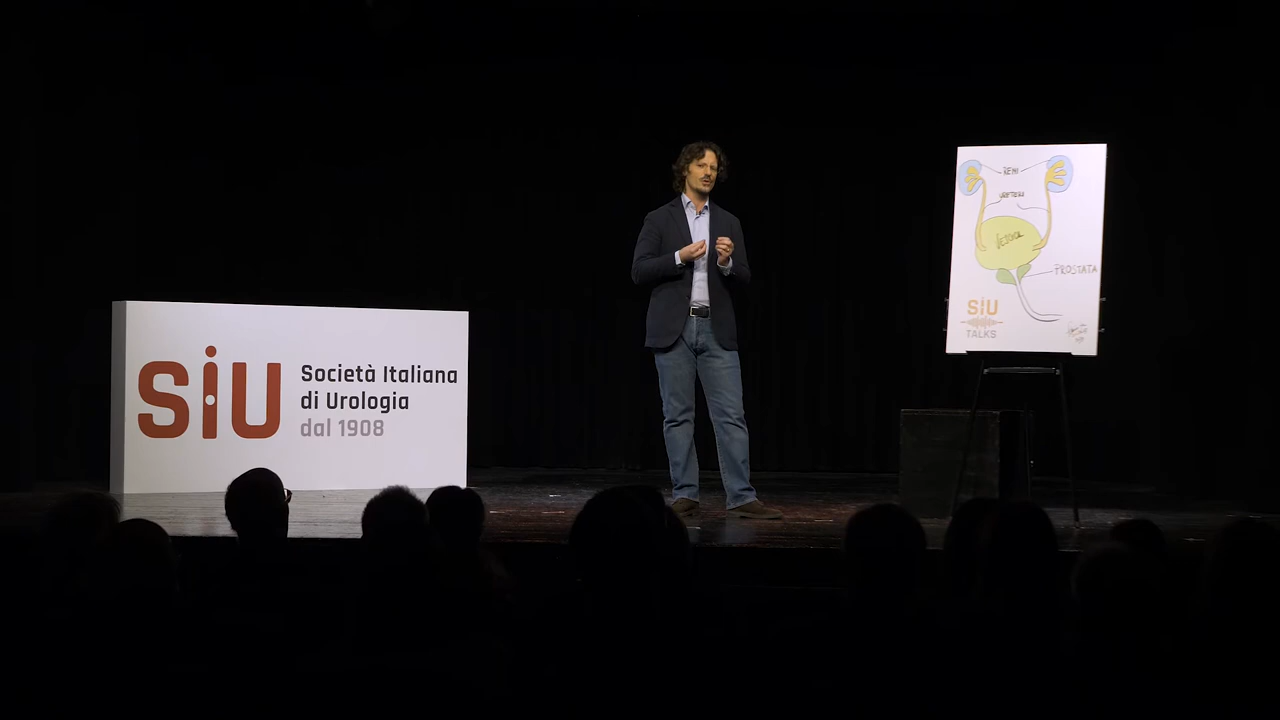 SiU
Società Italiana
di Urologia
dal 1908
RENI
URETERI
VESCICA
PROSTATA
SiU
TALKS